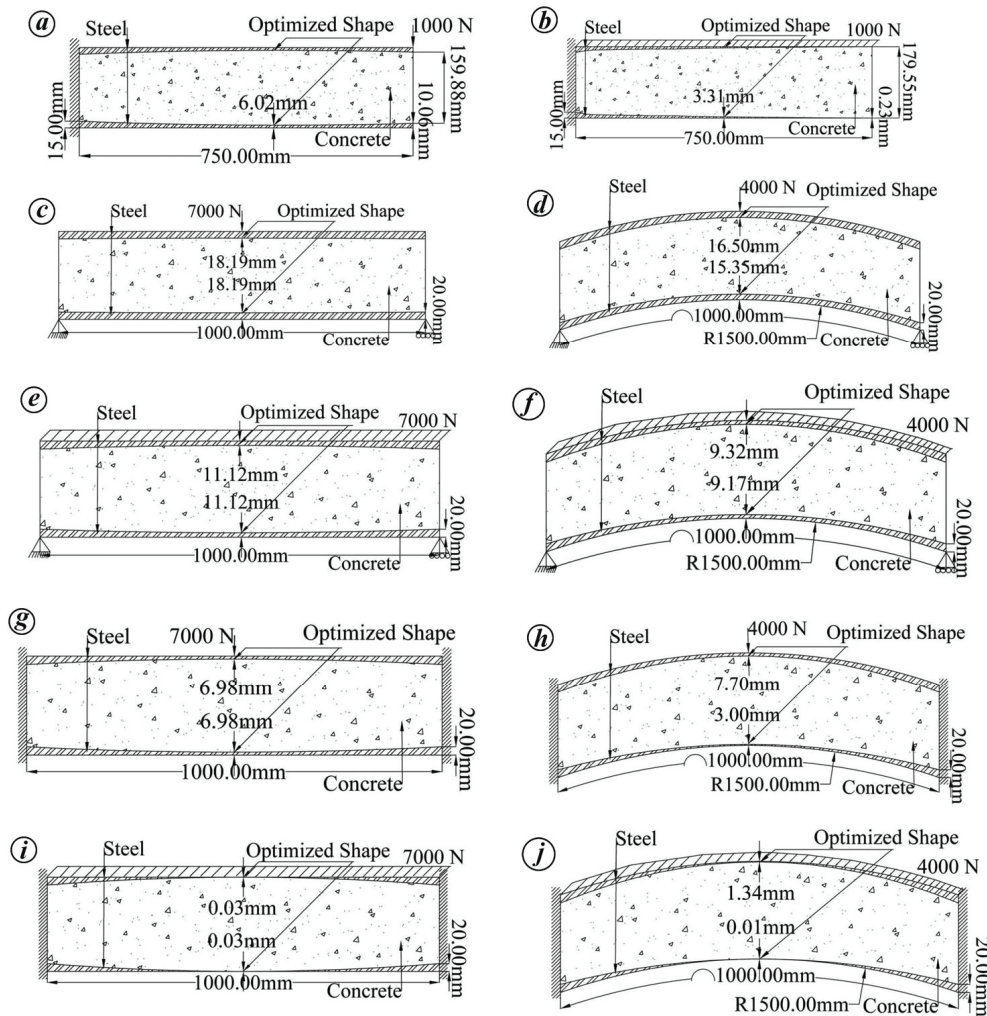 a
Steel
Optimized Shape
1000 N
159.88mm
10.06mm
6.02mm
15.00mm
Concrete
750.00mm
b
Steel
Optimized Shape
1000 N
179.55mm
0.23mm
3.31mm
15.00mm
Concrete
750.00mm
c
Steel
7000 N
Optimized Shape
18.19mm
18.19mm
20.00mm
1000.00mm
Concrete
d
Steel
4000 N
Optimized Shape
16.50mm
15.35mm
20.00mm
1000.00mm
R1500.00mm
Concrete
e
Steel
Optimized Shape
7000 N
11.12mm
11.12mm
20.00mm
1000.00mm
Concrete
f
Steel
Optimized Shape
4000 N
9.32mm
9.17mm
20.00mm
1000.00mm
R1500.00mm
Concrete
g
Steel
7000 N
Optimized Shape
6.98mm
6.98mm
20.00mm
1000.00mm
Concrete
h
Steel
4000 N
Optimized Shape
7.70mm
3.00mm
20.00mm
1000.00mm
R1500.00mm
Concrete
i
Steel
Optimized Shape
7000 N
0.03mm
0.03mm
20.00mm
1000.00mm
Concrete
j
Steel
Optimized Shape
4000 N
1.34mm
0.01mm
20.00mm
1000.00mm
R1500.00mm
Concrete